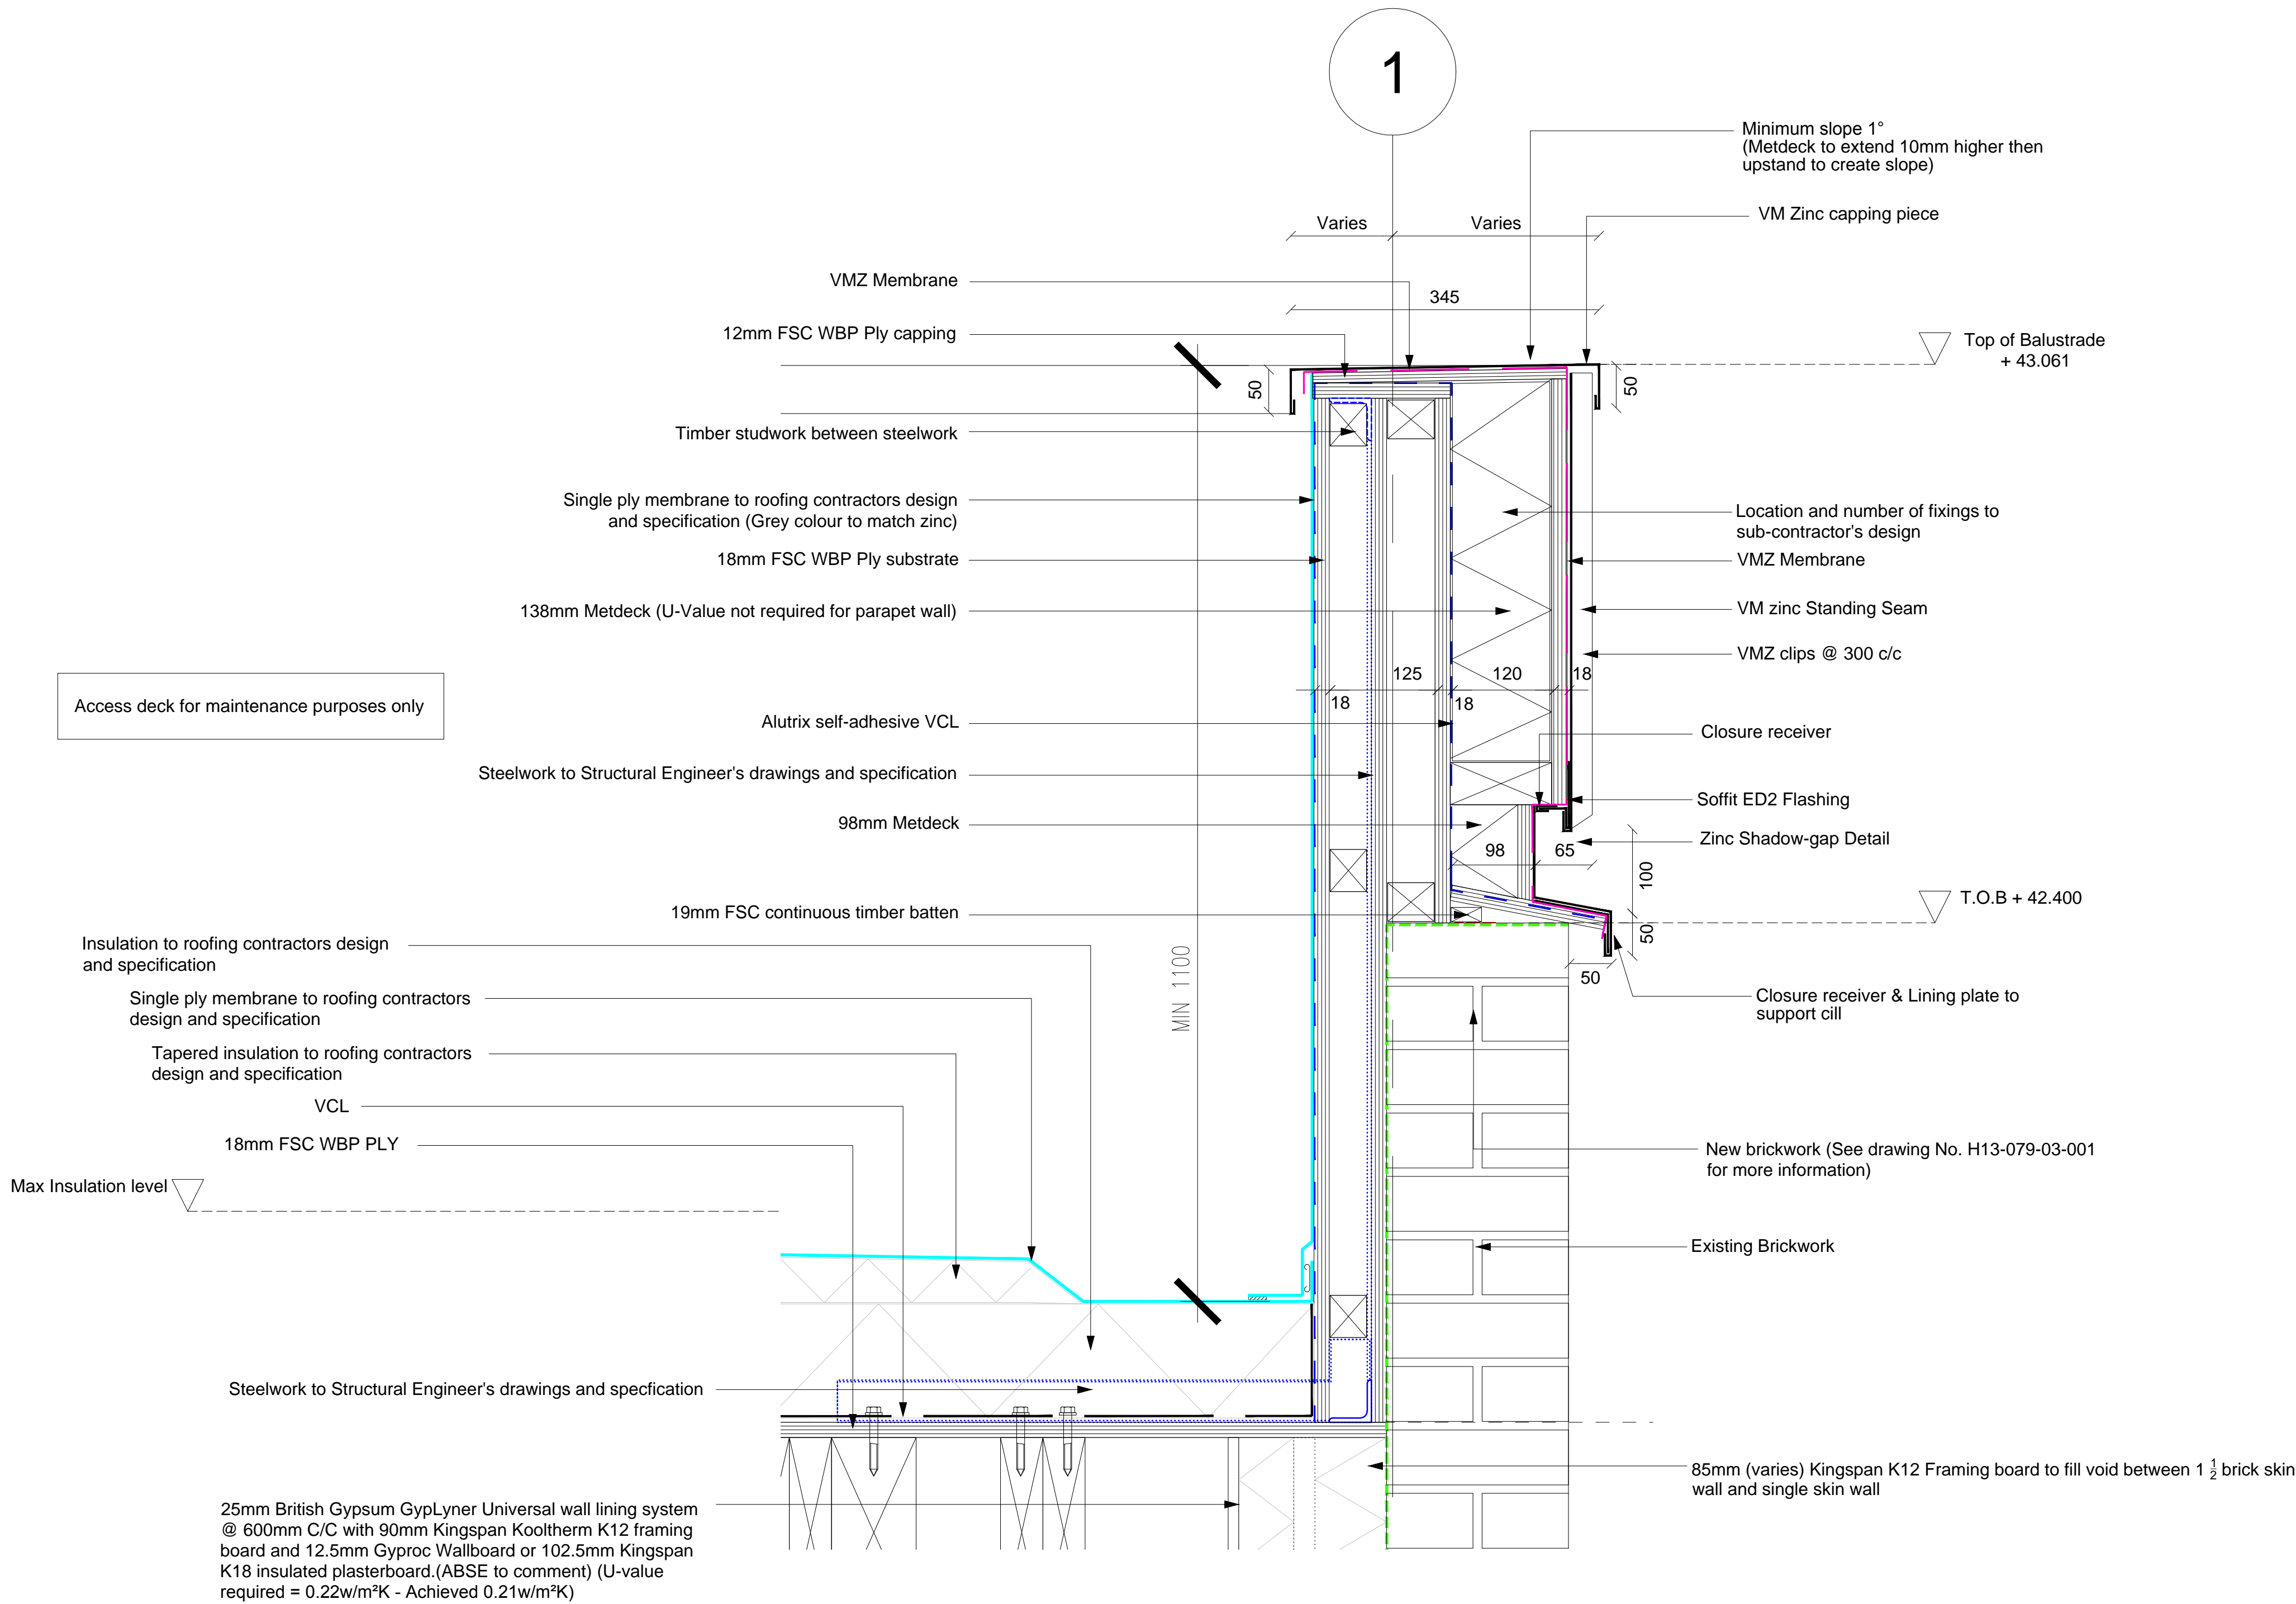 1
Minimum slope 1°
(Metdeck to extend 10mm higher then
upstand to create slope)
VM Zinc capping piece
Varies
Varies
VMZ Membrane
345
12mm FSC WBP Ply capping
Top of Balustrade
+ 43.061
50
50
Timber studwork between steelwork
Single ply membrane to roofing contractors design
and specification (Grey colour to match zinc)
Location and number of fixings to
sub-contractor's design
18mm FSC WBP Ply substrate
VMZ Membrane
138mm Metdeck (U-Value not required for parapet wall)
VM zinc Standing Seam
VMZ clips @ 300 c/c
125
120
18
18
18
Access deck for maintenance purposes only
Alutrix self-adhesive VCL
Closure receiver
Steelwork to Structural Engineer's drawings and specification
Soffit ED2 Flashing
98mm Metdeck
Zinc Shadow-gap Detail
98
65
100
19mm FSC continuous timber batten
T.O.B + 42.400
50
50
Insulation to roofing contractors design
and specification
MIN 1100
Single ply membrane to roofing contractors
design and specification
Closure receiver & Lining plate to
support cill
Tapered insulation to roofing contractors
design and specification
VCL
18mm FSC WBP PLY
New brickwork (See drawing No. H13-079-03-001
for more information)
Max Insulation level
Existing Brickwork
Steelwork to Structural Engineer's drawings and specfication
85mm (varies) Kingspan K12 Framing board to fill void between 1 1/2 brick skin
wall and single skin wall
25mm British Gypsum GypLyner Universal wall lining system
@ 600mm C/C with 90mm Kingspan Kooltherm K12 framing
board and 12.5mm Gyproc Wallboard or 102.5mm Kingspan
K18 insulated plasterboard.(ABSE to comment) (U-value
required = 0.22w/m²K - Achieved 0.21w/m²K)